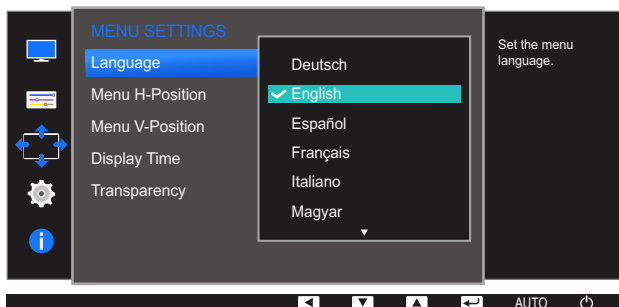 MENU SETTINGS
Language
Menu H-Position
Menu V-Position
Display Time
Transparency
Deutsch
English
Español
Français
Italiano
Magyar
Set the menu
language.
AUTO